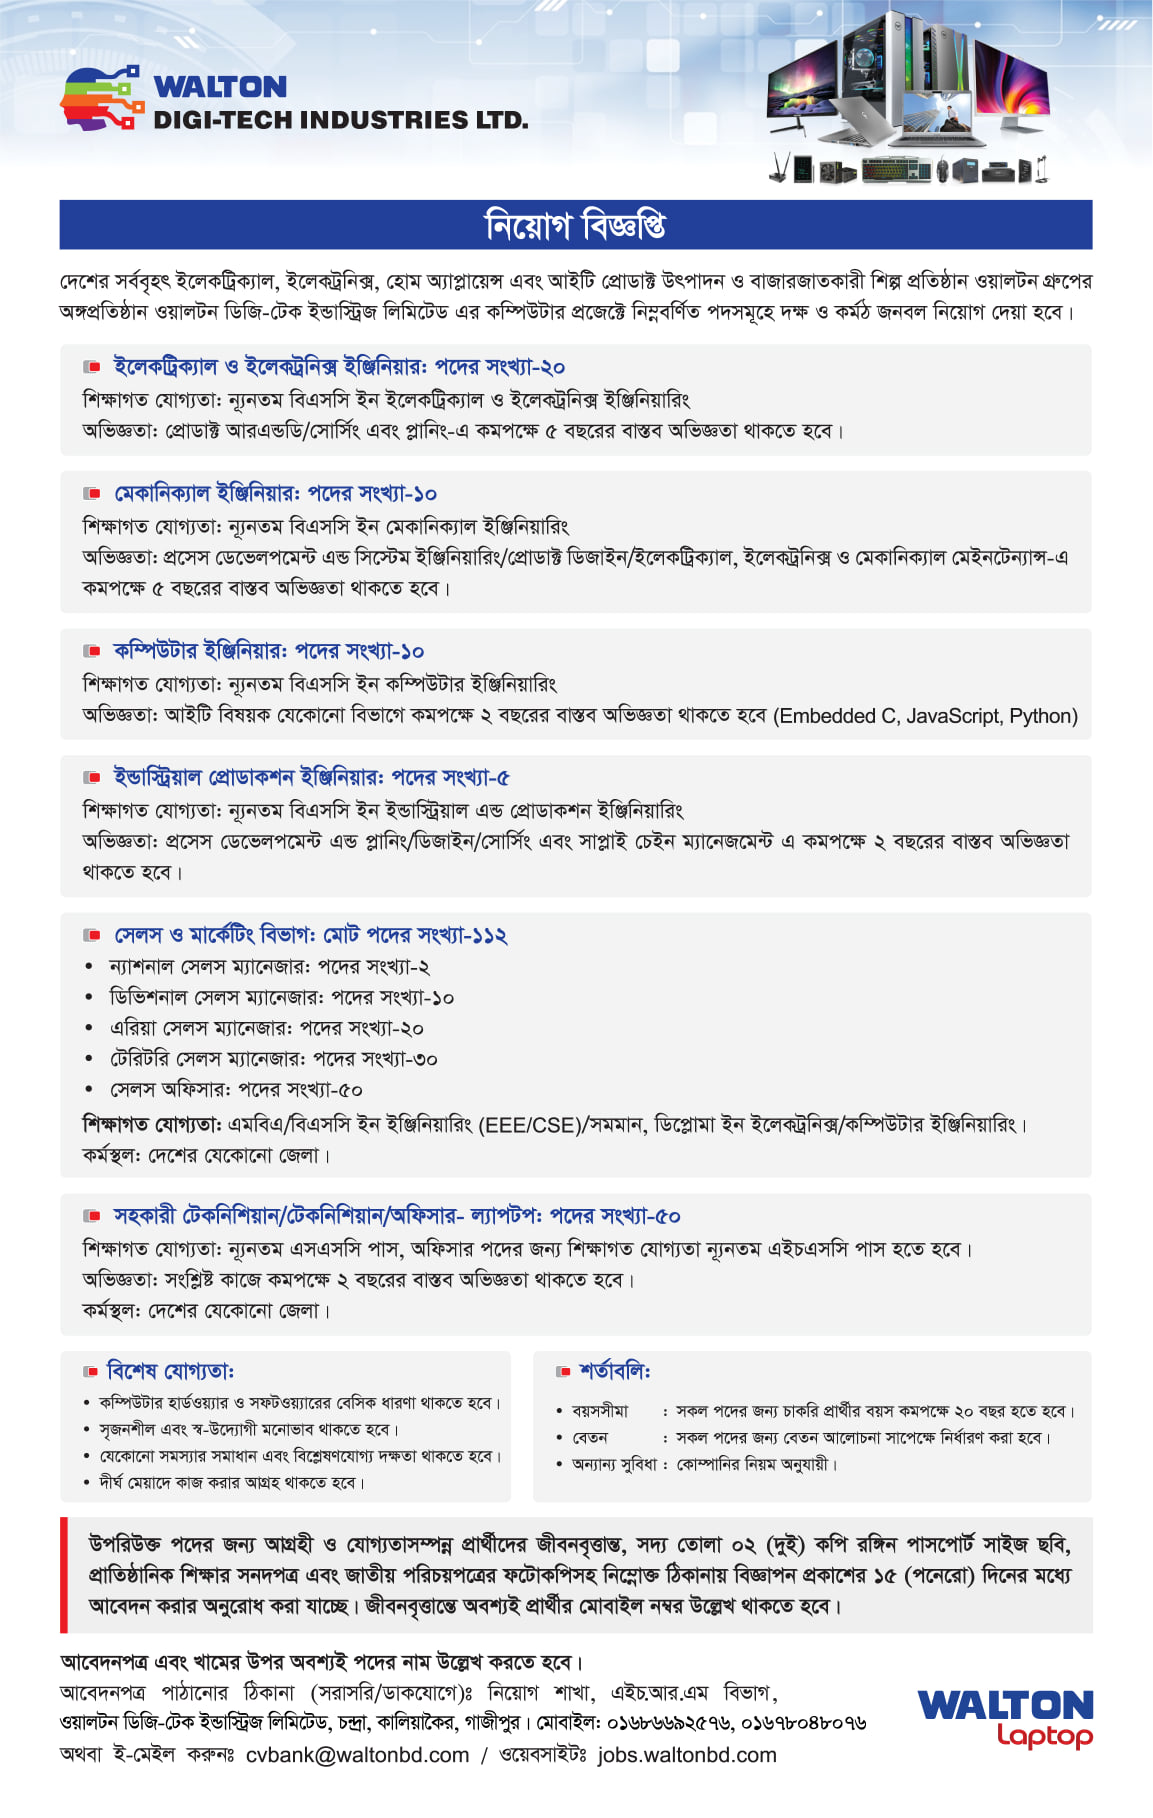 WALTON
DIGI-TECH INDUSTRIES LTD.
নিয়োগ বিজ্ঞপ্তি
দেশের সর্ববৃহৎ ইলেকট্রিক্যাল, ইলেকট্রনিক্স, হোম অ্যাপ্লায়েন্স এবং আইটি প্রোডাক্ট উৎপাদন ও বাজারজাতকারী শিল্প প্রতিষ্ঠান ওয়ালটন গ্রুপের
অঙ্গপ্রতিষ্ঠান ওয়ালটন ডিজি-টেক ইন্ডাস্ট্রিজ লিমিটেড এর কম্পিউটার প্রজেক্টে নিম্নবর্ণিত পদসমূহে দক্ষ ও কর্মঠ জনবল নিয়োগ দেয়া হবে।
ইলেকট্রিক্যাল ও ইলেকট্রনিক্স ইঞ্জিনিয়ার: পদের সংখ্যা-২০
শিক্ষাগত যোগ্যতা: ন্যূনতম বিএসসি ইন ইলেকট্রিক্যাল ও ইলেকট্রনিক্স ইঞ্জিনিয়ারিং
অভিজ্ঞতা: প্রোডাক্ট আরএন্ডডি/সোর্সিং এবং প্লানিং-এ কমপক্ষে ৫ বছরের বাস্তব অভিজ্ঞতা থাকতে হবে।
মেকানিক্যাল ইঞ্জিনিয়ার: পদের সংখ্যা-১০
শিক্ষাগত যোগ্যতা: ন্যূনতম বিএসসি ইন মেকানিক্যাল ইঞ্জিনিয়ারিং
অভিজ্ঞতা: প্রসেস ডেভেলপমেন্ট এন্ড সিস্টেম ইঞ্জিনিয়ারিং/প্রোডাক্ট ডিজাইন/ইলেকট্রিক্যাল, ইলেকট্রনিক্স ও মেকানিক্যাল মেইনটেন্যান্স-এ
কমপক্ষে ৫ বছরের বাস্তব অভিজ্ঞতা থাকতে হবে।
কম্পিউটার ইঞ্জিনিয়ার: পদের সংখ্যা-১০
শিক্ষাগত যোগ্যতা: ন্যূনতম বিএসসি ইন কম্পিউটার ইঞ্জিনিয়ারিং
অভিজ্ঞতা: আইটি বিষয়ক যেকোনো বিভাগে কমপক্ষে ২ বছরের বাস্তব অভিজ্ঞতা থাকতে হবে (Embedded C, JavaScript, Python)
ইন্ডাস্ট্রিয়াল প্রোডাকশন ইঞ্জিনিয়ার: পদের সংখ্যা-৫
শিক্ষাগত যোগ্যতা: ন্যূনতম বিএসসি ইন ইন্ডাস্ট্রিয়াল এন্ড প্রোডাকশন ইঞ্জিনিয়ারিং
অভিজ্ঞতা: প্রসেস ডেভেলপমেন্ট এন্ড প্লানিং/ডিজাইন/সোর্সিং এবং সাপ্লাই চেইন ম্যানেজমেন্ট এ কমপক্ষে ২ বছরের বাস্তব অভিজ্ঞতা
থাকতে হবে।
সেলস ও মার্কেটিং বিভাগ: মোট পদের সংখ্যা-১১২
• ন্যাশনাল সেলস ম্যানেজার: পদের সংখ্যা-২
• ডিভিশনাল সেলস ম্যানেজার: পদের সংখ্যা-১০
• এরিয়া সেলস ম্যানেজার: পদের সংখ্যা-২০
• টেরিটরি সেলস ম্যানেজার: পদের সংখ্যা-৩০
• সেলস অফিসার: পদের সংখ্যা-৫০
শিক্ষাগত যোগ্যতা: এমবিএ/বিএসসি ইন ইঞ্জিনিয়ারিং (EEE/CSE)/সমমান, ডিপ্লোমা ইন ইলেকট্রনিক্স/কম্পিউটার ইঞ্জিনিয়ারিং।
কর্মস্থল: দেশের যেকোনো জেলা।
সহকারী টেকনিশিয়ান/টেকনিশিয়ান/অফিসার- ল্যাপটপ: পদের সংখ্যা-৫০
শিক্ষাগত যোগ্যতা: ন্যূনতম এসএসসি পাস, অফিসার পদের জন্য শিক্ষাগত যোগ্যতা ন্যূনতম এইচএসসি পাস হতে হবে।
অভিজ্ঞতা: সংশ্লিষ্ট কাজে কমপক্ষে ২ বছরের বাস্তব অভিজ্ঞতা থাকতে হবে।
কর্মস্থল: দেশের যেকোনো জেলা।
বিশেষ যোগ্যতা:
• কম্পিউটার হার্ডওয়্যার ও সফটওয়্যারের বেসিক ধারণা থাকতে হবে।
• সৃজনশীল এবং স্ব-উদ্যোগী মনোভাব থাকতে হবে।
• যেকোনো সমস্যার সমাধান এবং বিশ্লেষণযোগ্য দক্ষতা থাকতে হবে।
• দীর্ঘ মেয়াদে কাজ করার আগ্রহ থাকতে হবে।
শর্তাবলি:
• বয়সসীমা : সকল পদের জন্য চাকরি প্রার্থীর বয়স কমপক্ষে ২০ বছর হতে হবে।
• বেতন : সকল পদের জন্য বেতন আলোচনা সাপেক্ষে নির্ধারণ করা হবে।
• অন্যান্য সুবিধা : কোম্পানির নিয়ম অনুযায়ী।
উপরিউক্ত পদের জন্য আগ্রহী ও যোগ্যতাসম্পন্ন প্রার্থীদের জীবনবৃত্তান্ত, সদ্য তোলা ০২ (দুই) কপি রঙ্গিন পাসপোর্ট সাইজ ছবি,
প্রাতিষ্ঠানিক শিক্ষার সনদপত্র এবং জাতীয় পরিচয়পত্রের ফটোকপিসহ নিম্নোক্ত ঠিকানায় বিজ্ঞাপন প্রকাশের ১৫ (পনেরো) দিনের মধ্যে
আবেদন করার অনুরোধ করা যাচ্ছে। জীবনবৃত্তান্তে অবশ্যই প্রার্থীর মোবাইল নম্বর উল্লেখ থাকতে হবে।
আবেদনপত্র এবং খামের উপর অবশ্যই পদের নাম উল্লেখ করতে হবে।
আবেদনপত্র পাঠানোর ঠিকানা (সরাসরি/ডাকযোগে)ঃ নিয়োগ শাখা, এইচ.আর.এম বিভাগ,
ওয়ালটন ডিজি-টেক ইন্ডাস্ট্রিজ লিমিটেড, চন্দ্রা, কালিয়াকৈর, গাজীপুর। মোবাইল: ০১৬৮৬৬৯২৫৭৬, ০১৬৭৮০৪৮০৭৬
অথবা ই-মেইল করুনঃ cvbank@waltonbd.com / ওয়েবসাইটঃ jobs.waltonbd.com
WALTON
Laptop